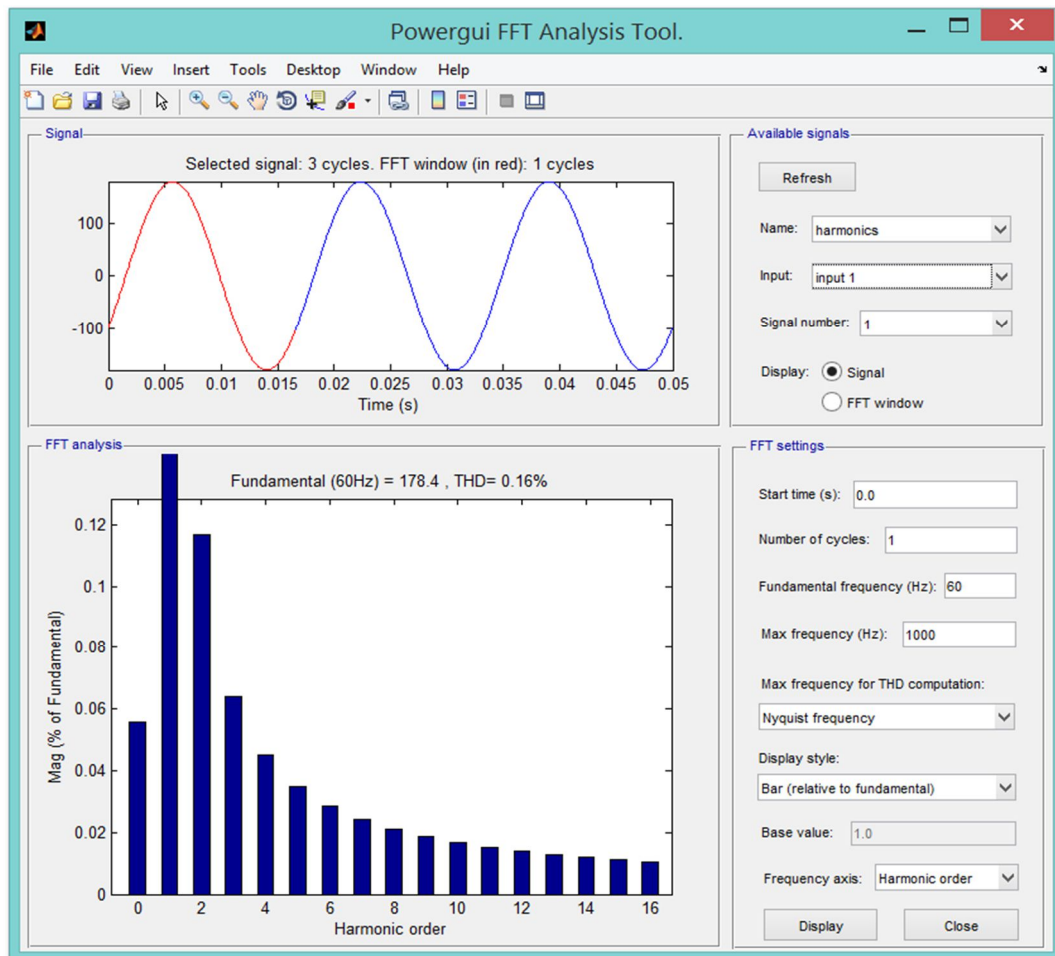 Powergui FFT Analysis Tool.
File Edit View Insert Tools Desktop Window Help
Signal
Selected signal: 3 cycles. FFT window (in red): 1 cycles
100
0
-100
0 0.005 0.01 0.015 0.02 0.025 0.03 0.035 0.04 0.045 0.05
Time (s)
Available signals
Refresh
Name: harmonics
Input: input 1
Signal number: 1
Display: Signal
FFT window
FFT analysis
Fundamental (60Hz) = 178.4 , THD= 0.16%
Mag (% of Fundamental)
0.12
0.1
0.08
0.06
0.04
0.02
0
0 2 4 6 8 10 12 14 16
Harmonic order
FFT settings
Start time (s): 0.0
Number of cycles: 1
Fundamental frequency (Hz): 60
Max frequency (Hz): 1000
Max frequency for THD computation:
Nyquist frequency
Display style:
Bar (relative to fundamental)
Base value: 1.0
Frequency axis: Harmonic order
Display Close